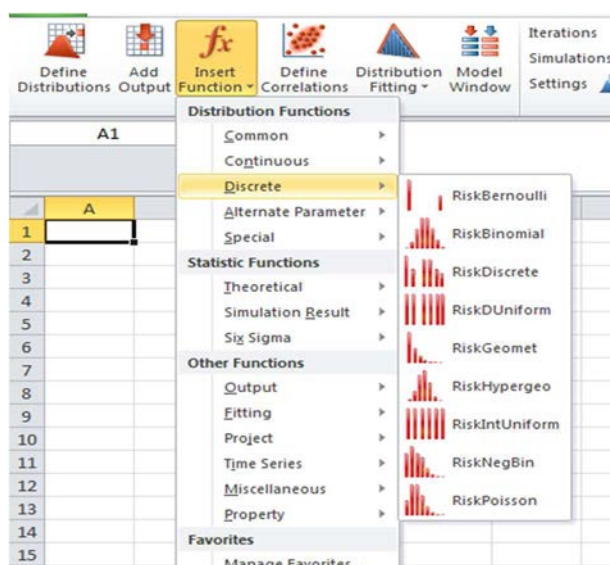 Define
Distributions
Add
Output
Insert
Function
Define
Correlations
Distribution
Fitting
Model
Window
Iterations
Simulations
Settings
A1
A
1
2
3
4
5
6
7
8
9
10
11
12
13
14
15
Distribution Functions
Common
Continuous
Discrete
Alternate Parameter
Special
Statistic Functions
Theoretical
Simulation Result
Six Sigma
Other Functions
Output
Fitting
Project
Time Series
Miscellaneous
Property
Favorites
Manage Favorites
RiskBernoulli
RiskBinomial
RiskDiscrete
RiskDUniform
RiskGeomet
RiskHypergeo
RiskIntUniform
RiskNegBin
RiskPoisson